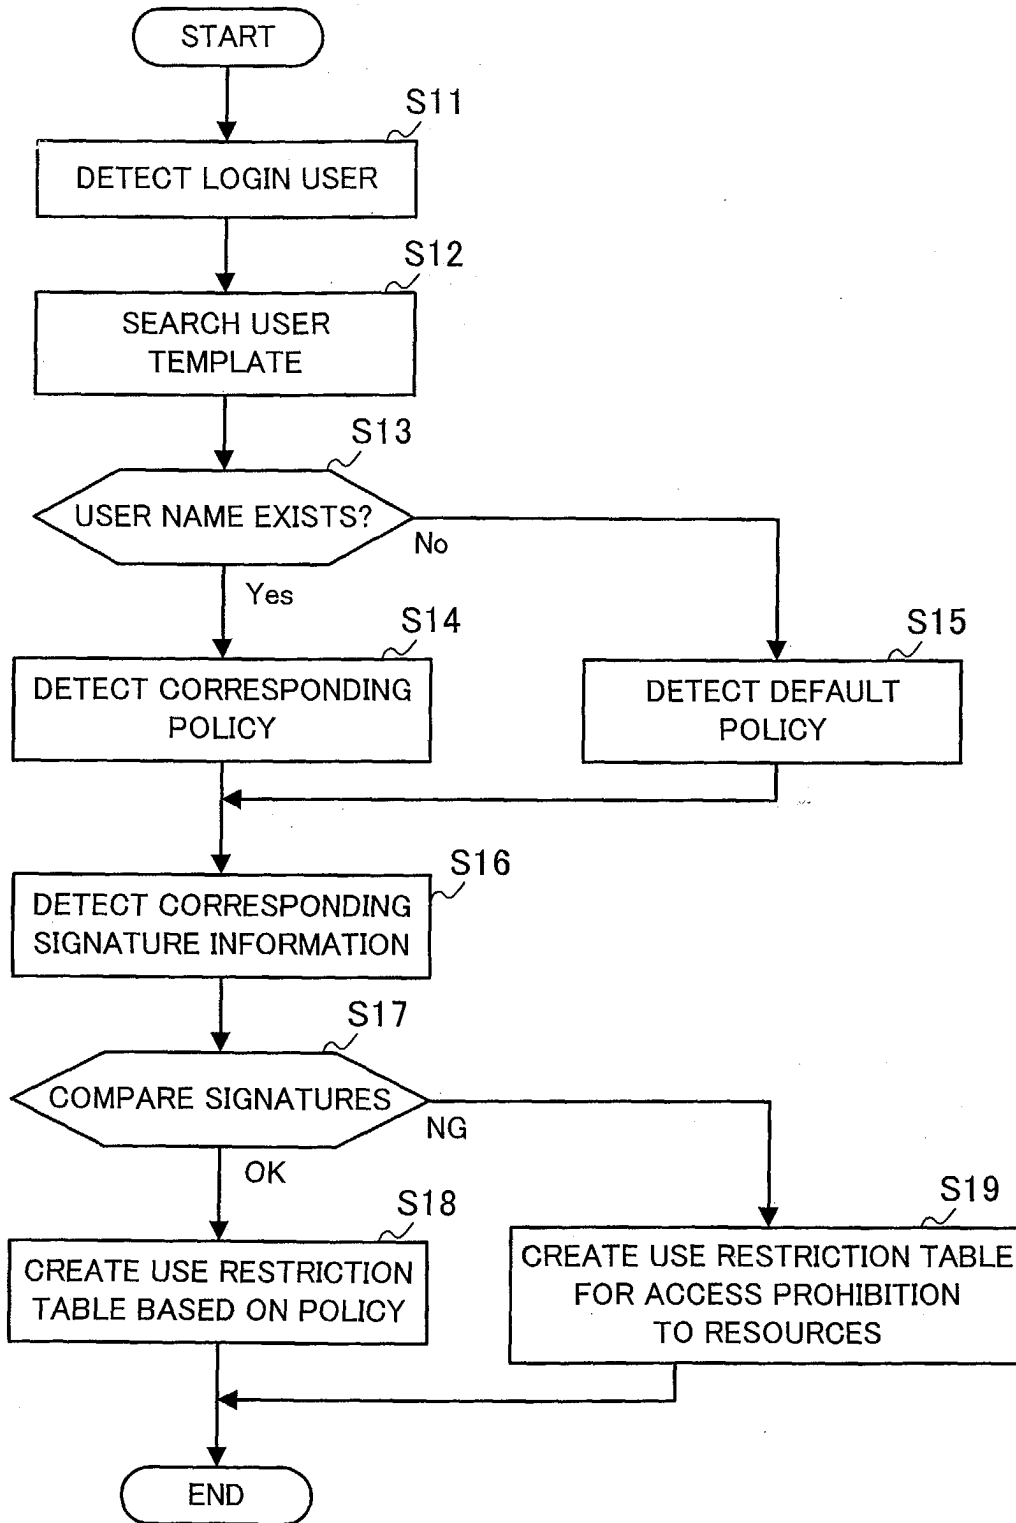 START
S11
DETECT LOGIN USER
S12
SEARCH USER
TEMPLATE
S13
USER NAME EXISTS?
No
Yes
S14
DETECT CORRESPONDING
POLICY
S15
DETECT DEFAULT
POLICY
S16
DETECT CORRESPONDING
SIGNATURE INFORMATION
S17
COMPARE SIGNATURES
NG
OK
S18
CREATE USE RESTRICTION
TABLE BASED ON POLICY
S19
CREATE USE RESTRICTION TABLE
FOR ACCESS PROHIBITION
TO RESOURCES
END